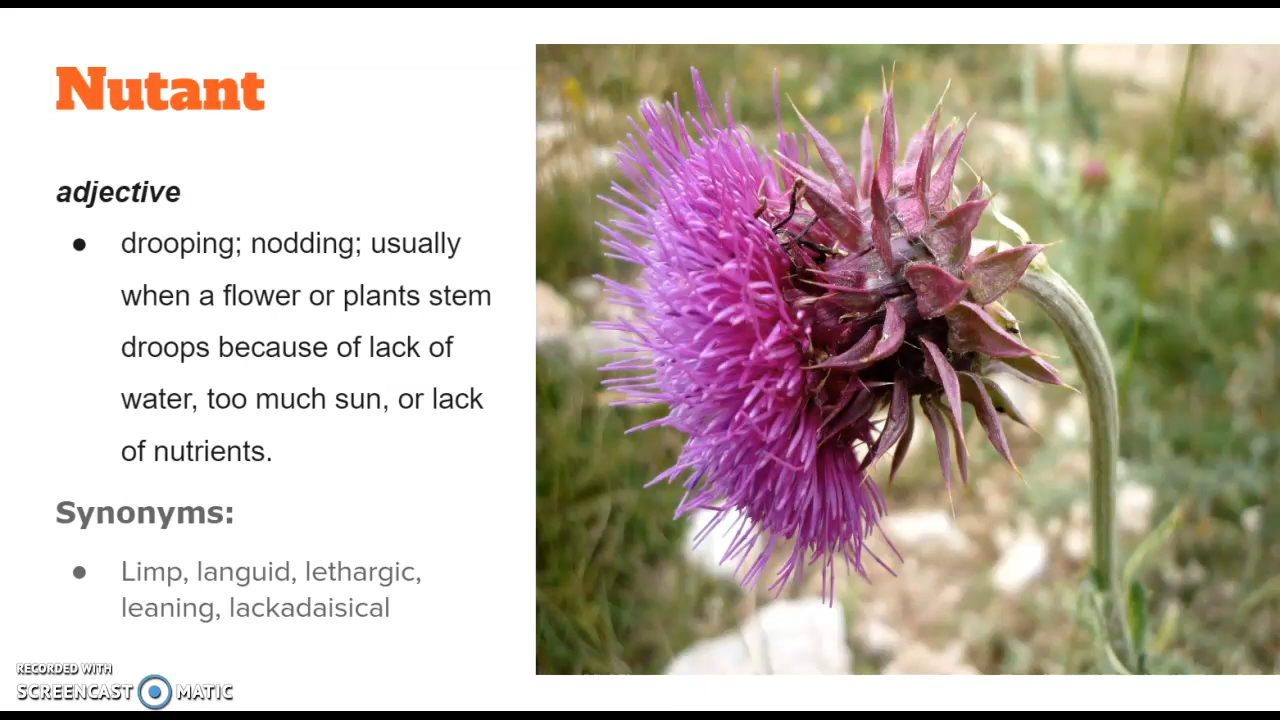 Nutant
adjective
● drooping; nodding; usually
when a flower or plants stem
droops because of lack of
water, too much sun, or lack
of nutrients.
Synonyms:
● Limp, languid, lethargic,
leaning, lackadaisical
RECORDED WITH
SCREENCAST MATIC